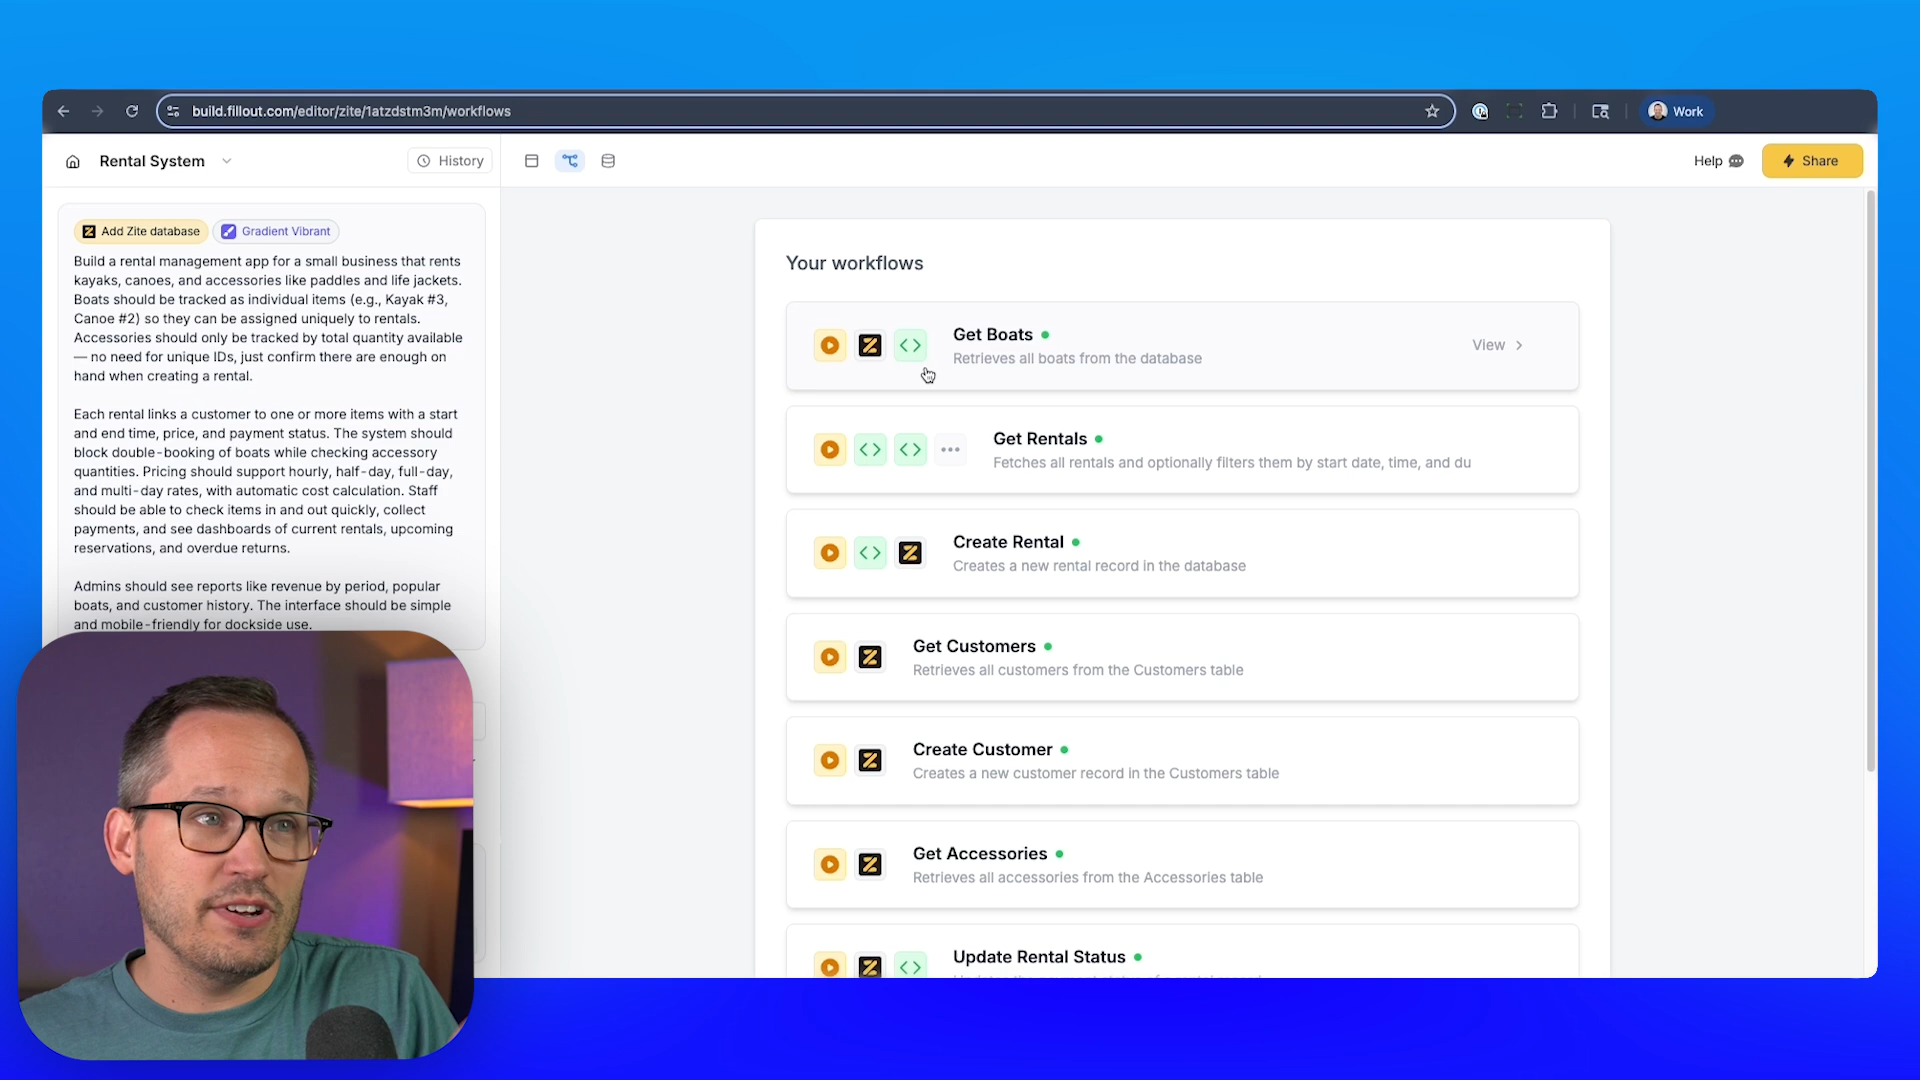 build.fillout.com/editor/zite/1atzdstm3m/workflows
Work
Rental System
History
Help
Share
Add Zite database
Gradient Vibrant
Build a rental management app for a small business that rents
kayaks, canoes, and accessories like paddles and life jackets.
Boats should be tracked as individual items (e.g., Kayak #3,
Canoe #2) so they can be assigned uniquely to rentals.
Accessories should only be tracked by total quantity available
— no need for unique IDs, just confirm there are enough on
hand when creating a rental.
Each rental links a customer to one or more items with a start
and end time, price, and payment status. The system should
block double-booking of boats while checking accessory
quantities. Pricing should support hourly, half-day, full-day,
and multi-day rates, with automatic cost calculation. Staff
should be able to check items in and out quickly, collect
payments, and see dashboards of current rentals, upcoming
reservations, and overdue returns.
Admins should see reports like revenue by period, popular
boats, and customer history. The interface should be simple
and mobile-friendly for dockside use.
Your workflows
Get Boats
Retrieves all boats from the database
View
Get Rentals
Fetches all rentals and optionally filters them by start date, time, and du
Create Rental
Creates a new rental record in the database
Get Customers
Retrieves all customers from the Customers table
Create Customer
Creates a new customer record in the Customers table
Get Accessories
Retrieves all accessories from the Accessories table
Update Rental Status